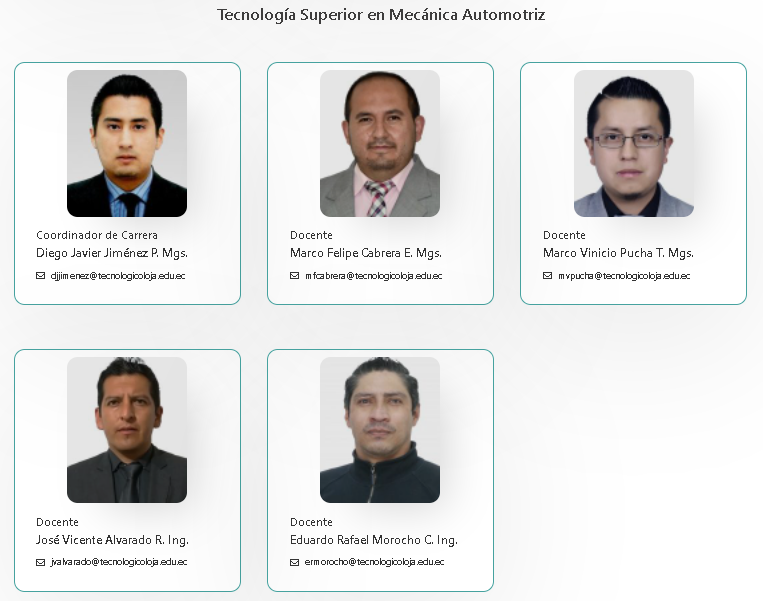 Tecnología Superior en Mecánica Automotriz
Coordinador de Carrera
Diego Javier Jiménez P. Mgs.
djjimenez@tecnologicoloja.edu.ec
Docente
Marco Felipe Cabrera E. Mgs.
mfcabrera@tecnologicoloja.edu.ec
Docente
Marco Vinicio Pucha T. Mgs.
mvpucha@tecnologicoloja.edu.ec
Docente
José Vicente Alvarado R. Ing.
jvalvarado@tecnologicoloja.edu.ec
Docente
Eduardo Rafael Morocho C. Ing.
ermorocho@tecnologicoloja.edu.ec